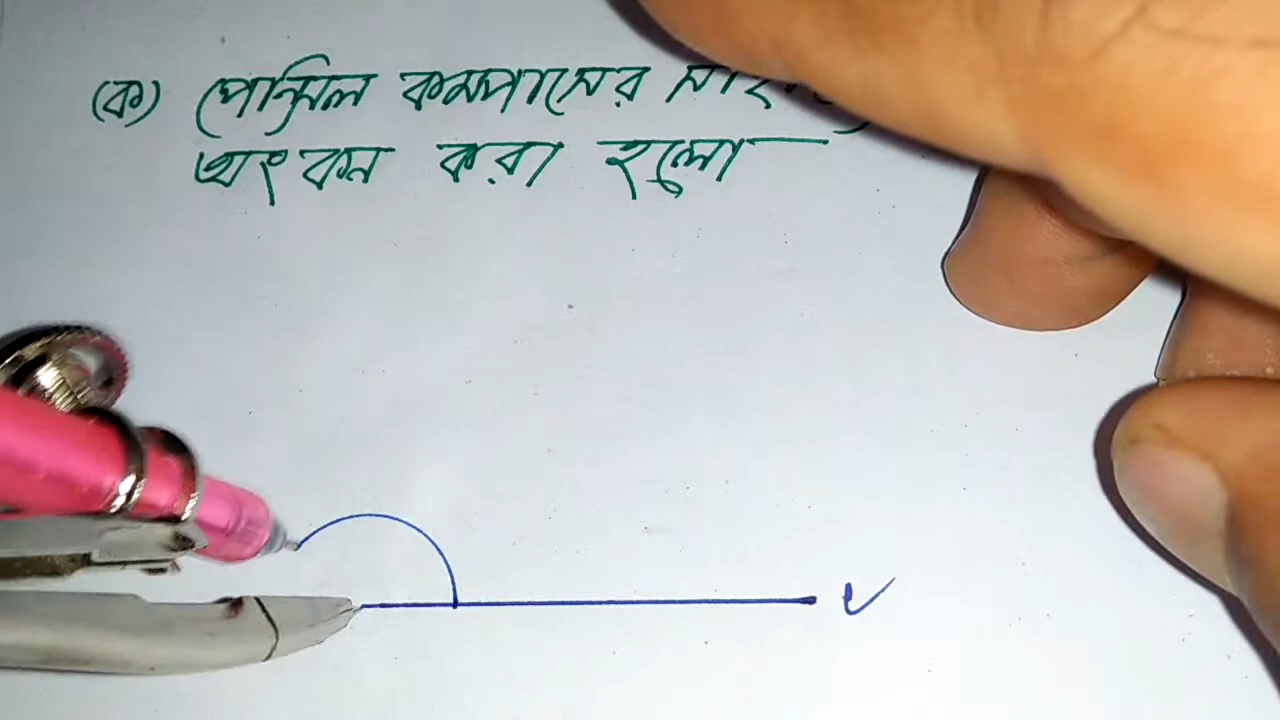 (ক) পেন্সিল কম্পাসের
অংকন করা হলো